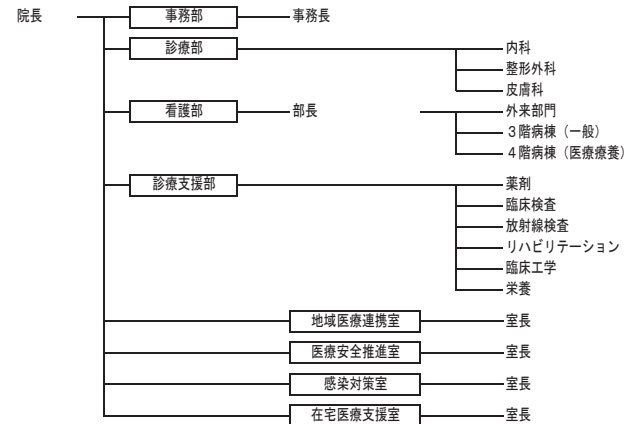 院長 事務部 事務長
診療部 内科
整形外科
皮膚科
看護部 部長 外来部門
3階病棟（一般）
4階病棟（医療療養）
診療支援部 薬剤
臨床検査
放射線検査
リハビリテーション
臨床工学
栄養
地域医療連携室 室長
医療安全推進室 室長
感染対策室 室長
在宅医療支援室 室長